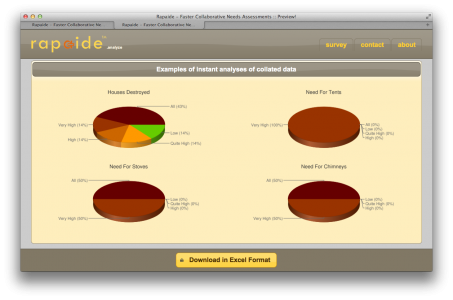 Rapaide – Faster Collaborative Needs Assessments :: Preview!
Rapaide – Faster Collaborative Ne...
Rapaide – Faster Collaborative Ne...
rapaide™ analyse
survey contact about
Examples of instant analyses of collated data
Houses Destroyed
All (43%)
Very High (14%)
High (14%)
Low (14%)
Quite High (14%)
Need For Tents
Very High (100%)
All (0%)
Low (0%)
Quite High (0%)
High (0%)
Need For Stoves
All (50%)
Very High (50%)
Low (0%)
Quite High (0%)
High (0%)
Need For Chimneys
All (50%)
Very High (50%)
Low (0%)
Quite High (0%)
High (0%)
Download in Excel Format